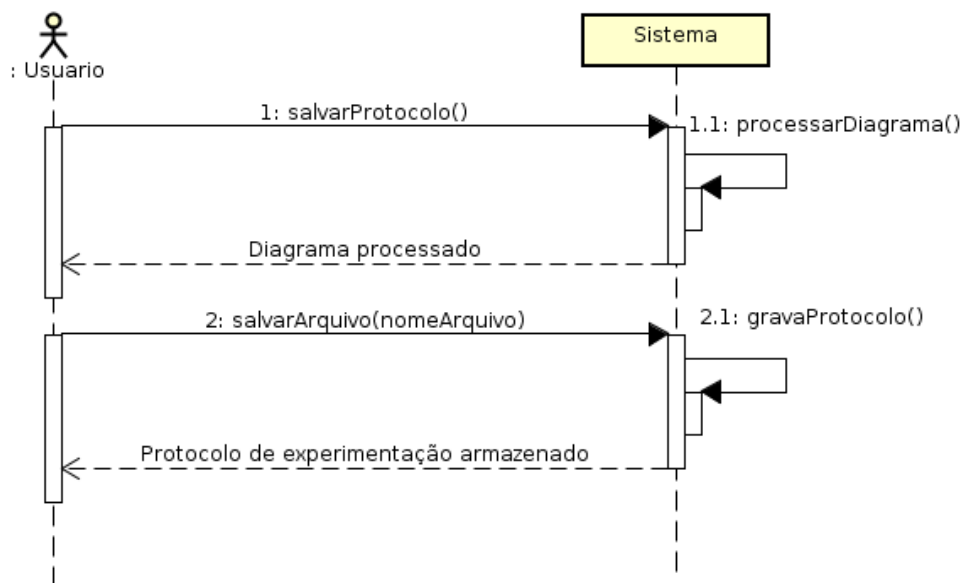 Sistema
: Usuario
1: salvarProtocolo()
1.1: processarDiagrama()
Diagrama processado
2: salvarArquivo(nomeArquivo)
2.1: gravaProtocolo()
Protocolo de experimentação armazenado